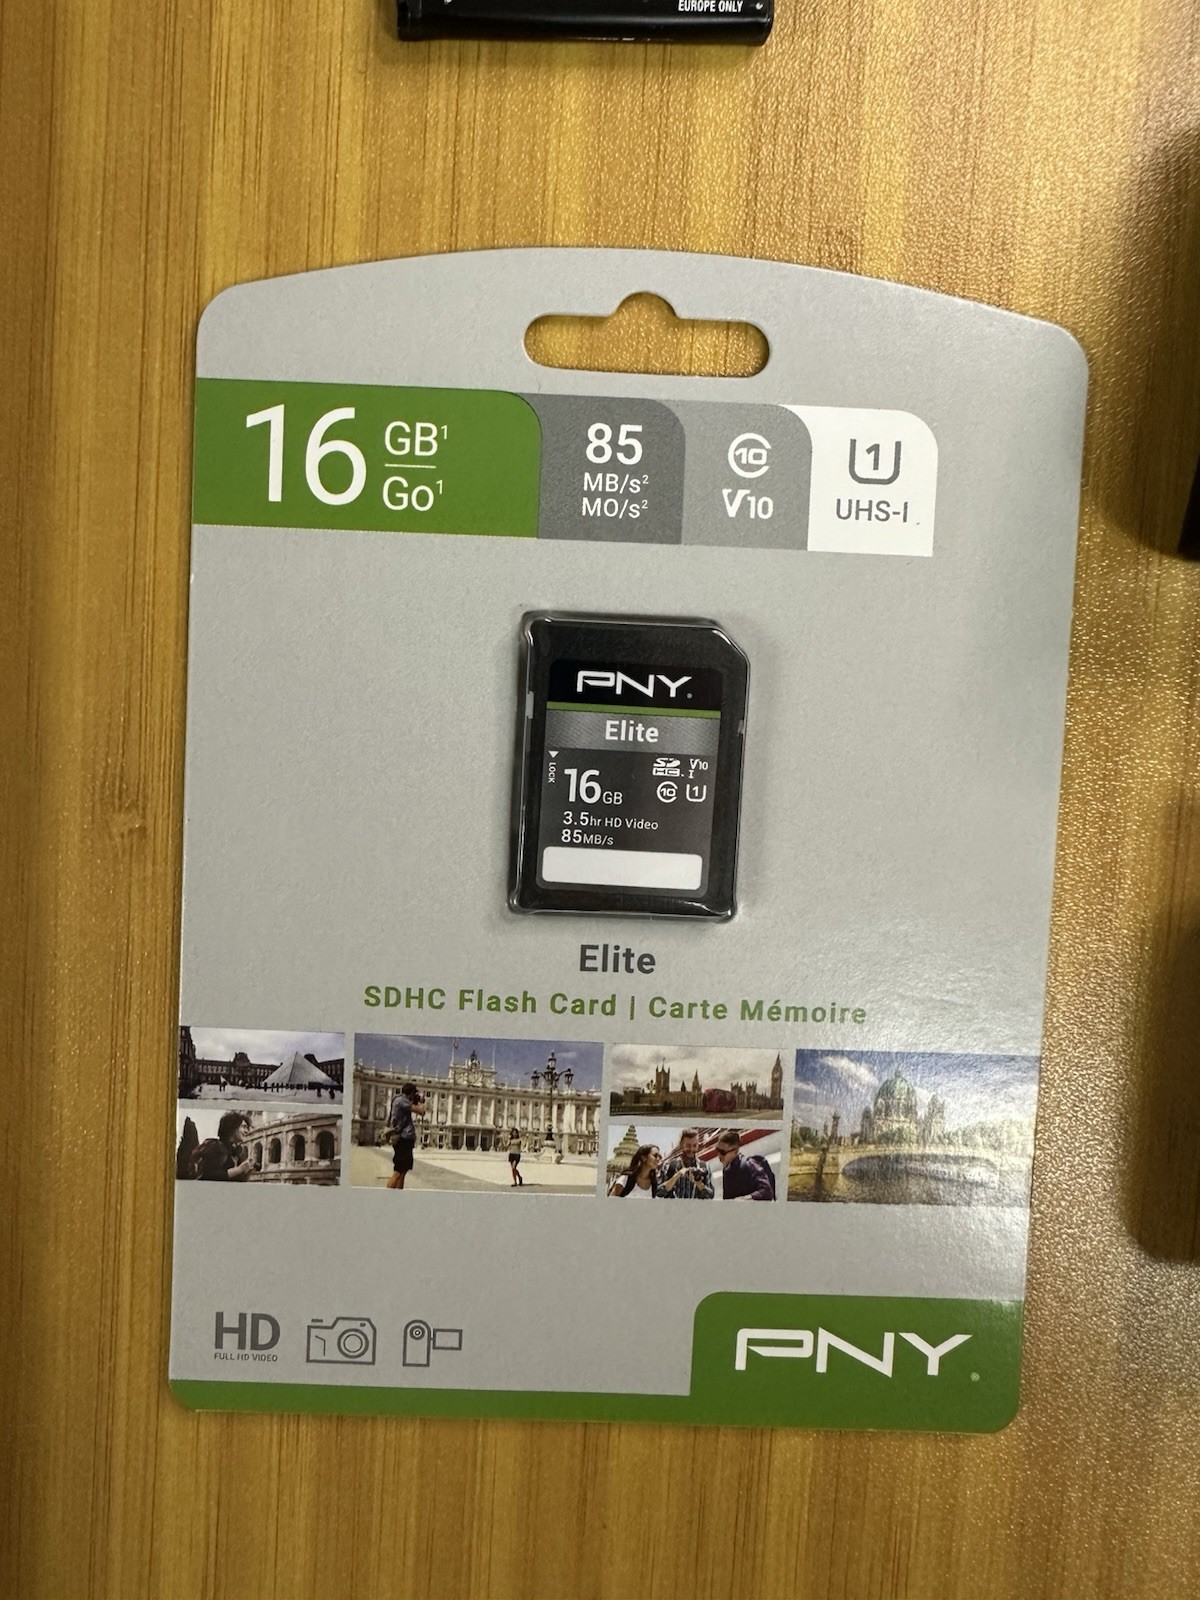 EUROPE ONLY
16 GB¹
Go¹
85
MB/s²
MO/s²
10
V10
1
UHS-I
PNY
Elite
LOCK
16GB
SD
HC I
V10
10
1
3.5hr HD Video
85MB/s
Elite
SDHC Flash Card | Carte Mémoire
HD
FULL HD VIDEO
PNY